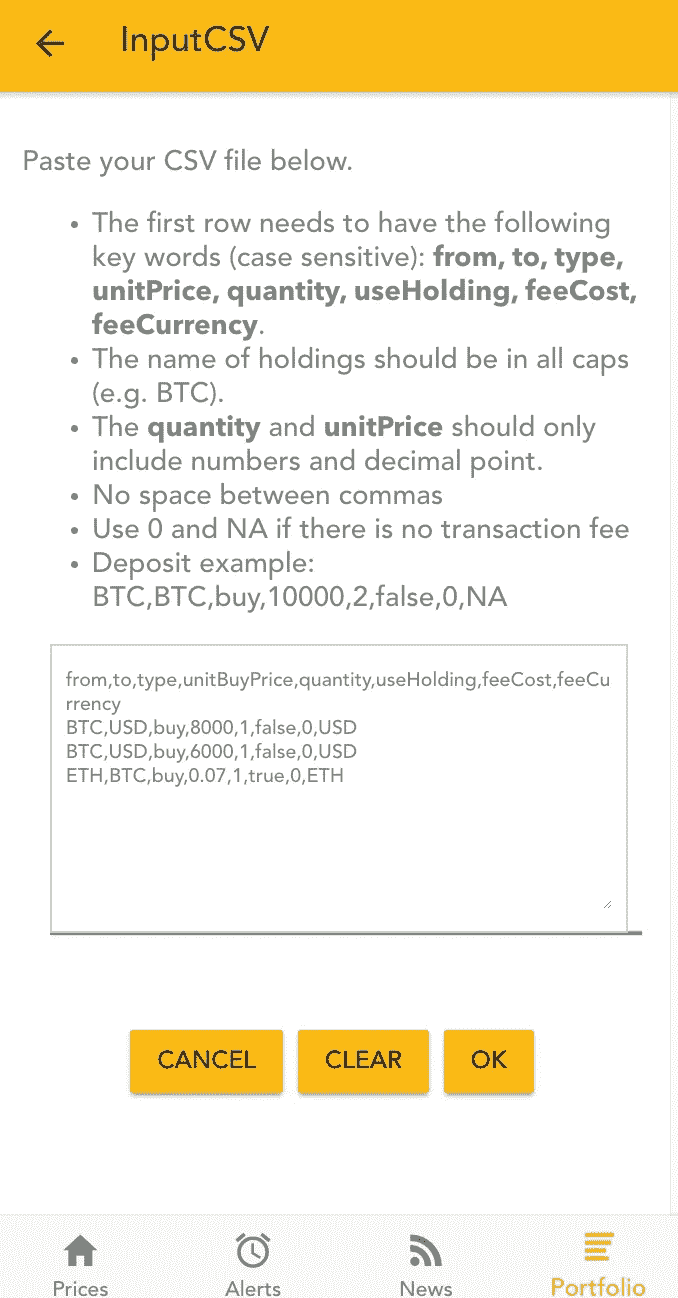 InputCSV
Paste your CSV file below.
• The first row needs to have the following
key words (case sensitive): from, to, type,
unitPrice, quantity, useHolding, feeCost,
feeCurrency.
• The name of holdings should be in all caps
(e.g. BTC).
• The quantity and unitPrice should only
include numbers and decimal point.
• No space between commas
• Use 0 and NA if there is no transaction fee
• Deposit example:
BTC,BTC,buy,10000,2,false,0,NA
from,to,type,unitBuyPrice,quantity,useHolding,feeCost,feeCu
rrency
BTC,USD,buy,8000,1,false,0,USD
BTC,USD,buy,6000,1,false,0,USD
ETH,BTC,buy,0.07,1,true,0,ETH
CANCEL CLEAR OK
Prices Alerts News Portfolio